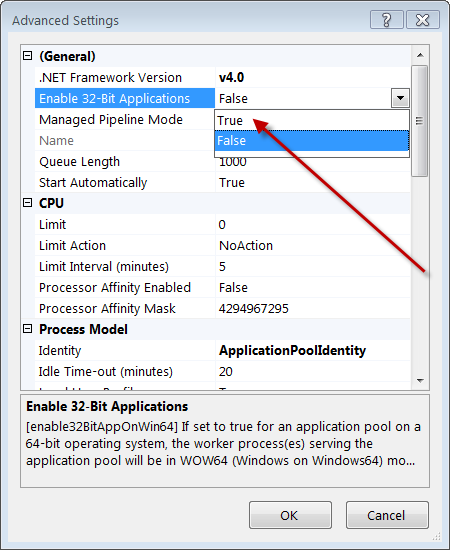 Advanced Settings
(General)
.NET Framework Version v4.0
Enable 32-Bit Applications False
Managed Pipeline Mode True
Name False
Queue Length 1000
Start Automatically True
CPU
Limit 0
Limit Action NoAction
Limit Interval (minutes) 5
Processor Affinity Enabled False
Processor Affinity Mask 4294967295
Process Model
Identity ApplicationPoolIdentity
Idle Time-out (minutes) 20
Enable 32-Bit Applications
[enable32BitAppOnWin64] If set to true for an application pool on a
64-bit operating system, the worker process(es) serving the
application pool will be in WOW64 (Windows on Windows64) mo...
OK Cancel